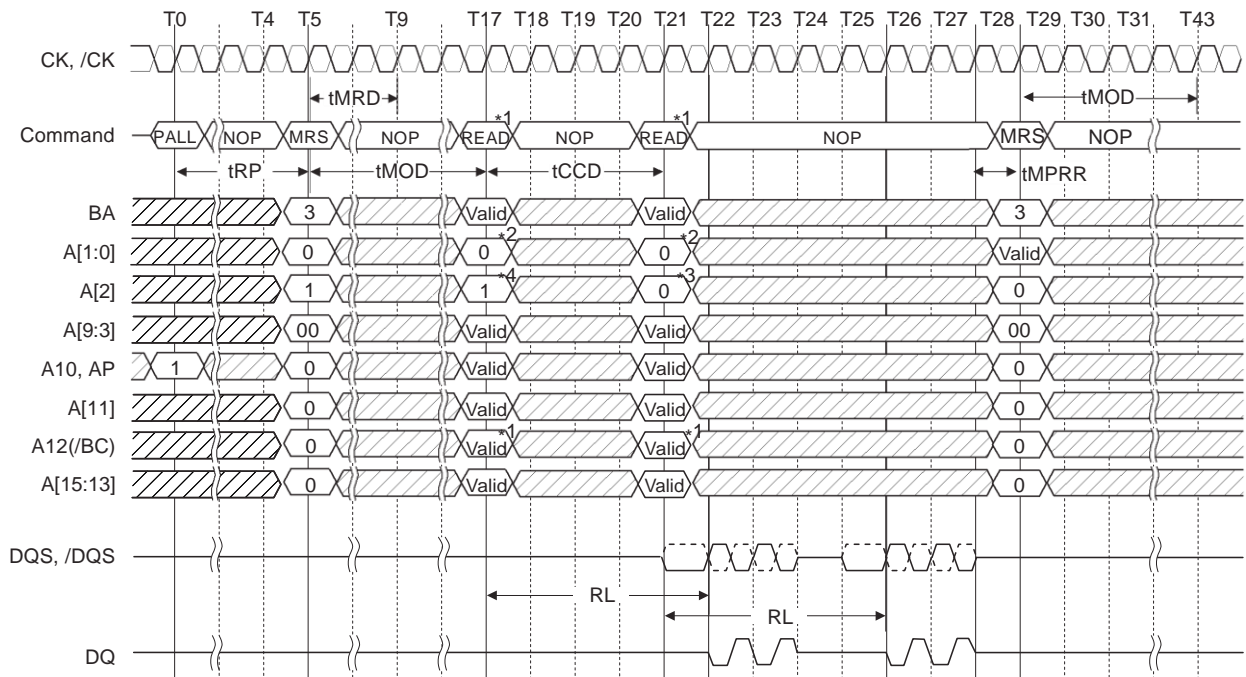 T0 T4 T5 T9 T17 T18 T19 T20 T21 T22 T23 T24 T25 T26 T27 T28 T29 T30 T31 T43
CK, /CK
tMRD tMOD
*1 *1
Command PALL NOP MRS NOP READ NOP READ NOP MRS NOP
tRP tMOD tCCD tMPRR
BA 3 Valid Valid 3
*2 *2
A[1:0] 0 0 0 Valid
*4 *3
A[2] 1 1 0 0
A[9:3] 00 Valid Valid 00
A10, AP 1 0 Valid Valid 0
A[11] 0 Valid Valid 0
*1 *1
A12(/BC) 0 Valid Valid 0
A[15:13] 0 Valid Valid 0
DQS, /DQS
RL
RL
DQ